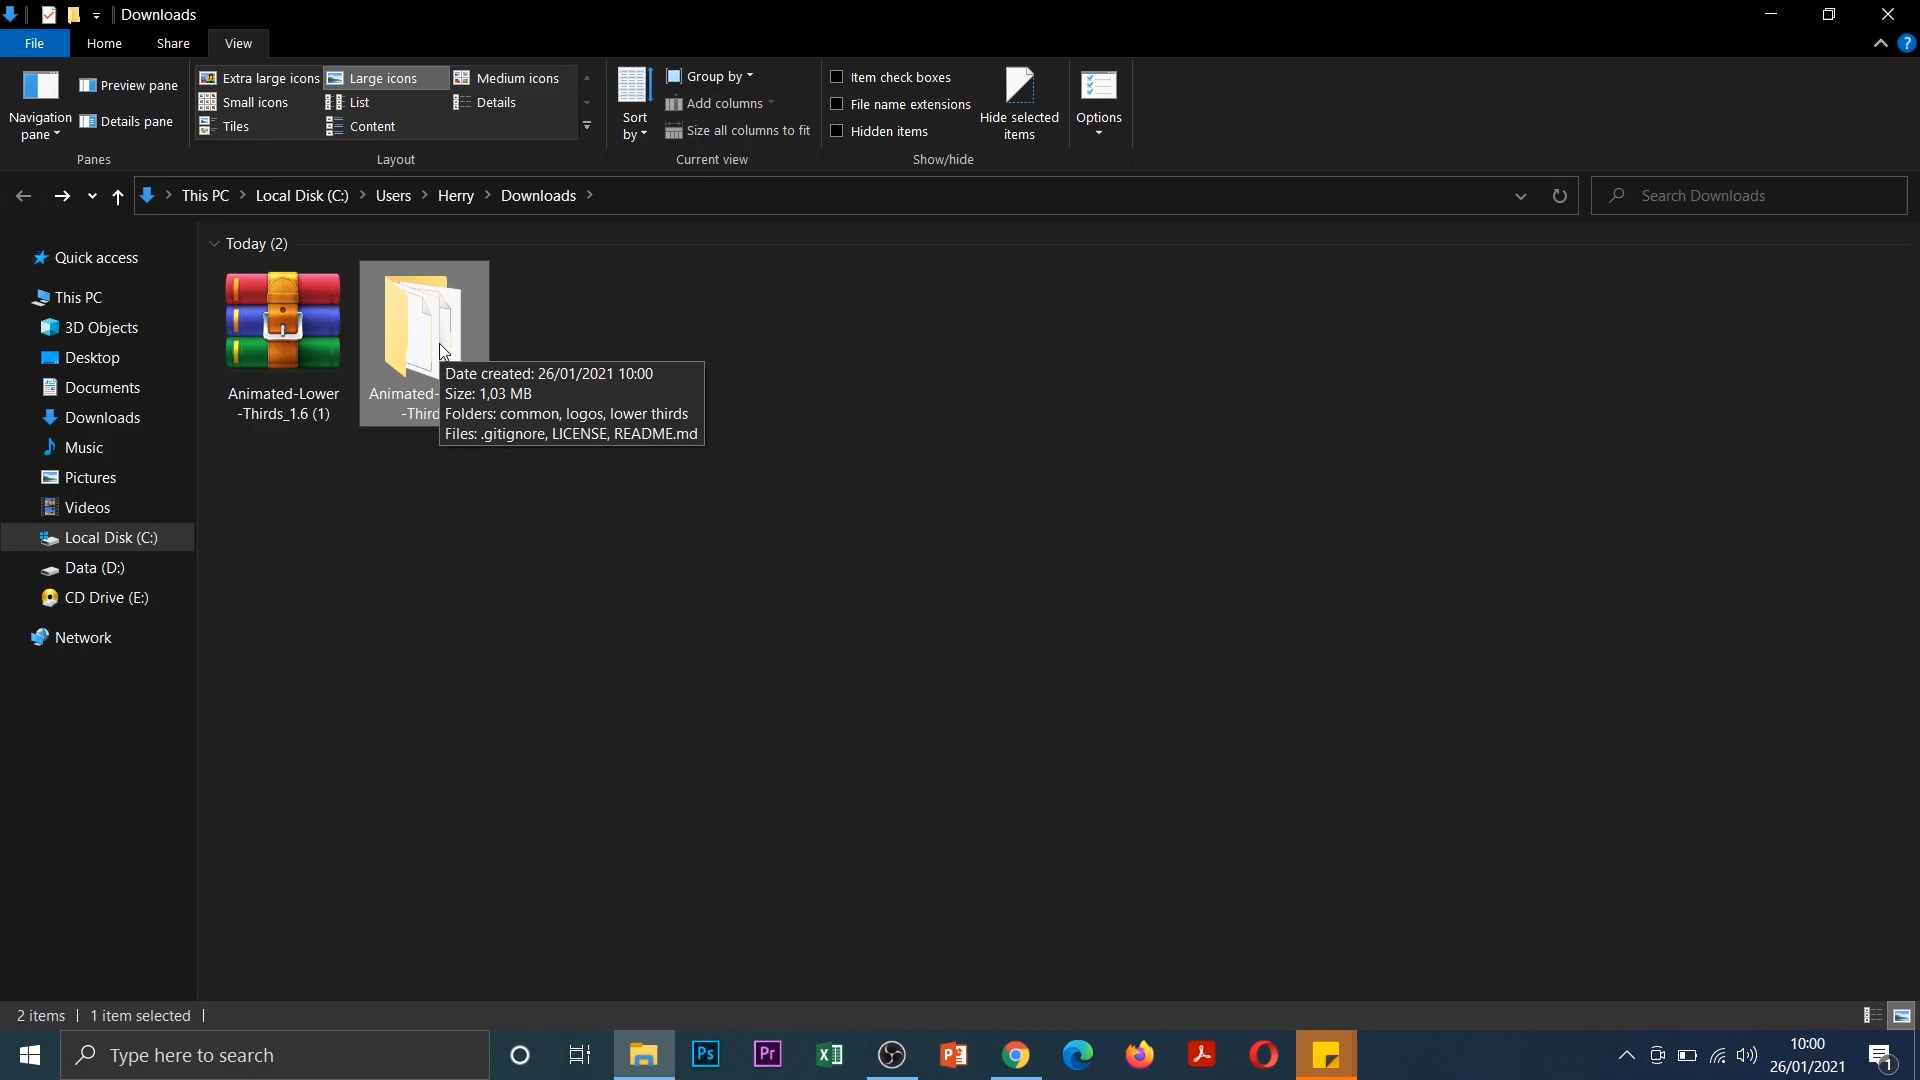 Downloads
File Home Share View
Navigation pane
Preview pane
Details pane
Panes
Extra large icons Large icons Medium icons
Small icons List Details
Tiles Content
Layout
Sort by
Group by
Add columns
Size all columns to fit
Current view
Item check boxes
File name extensions
Hidden items
Hide selected items
Show/hide
Options
This PC Local Disk (C:) Users Herry Downloads
Search Downloads
Quick access
This PC
3D Objects
Desktop
Documents
Downloads
Music
Pictures
Videos
Local Disk (C:)
Data (D:)
CD Drive (E:)
Network
Today (2)
Animated-Lower
-Thirds_1.6 (1)
Animated-
-Third
Date created: 26/01/2021 10:00
Size: 1,03 MB
Folders: common, logos, lower thirds
Files: .gitignore, LICENSE, README.md
2 items 1 item selected
Type here to search
Ps
Pr
10:00
26/01/2021
1